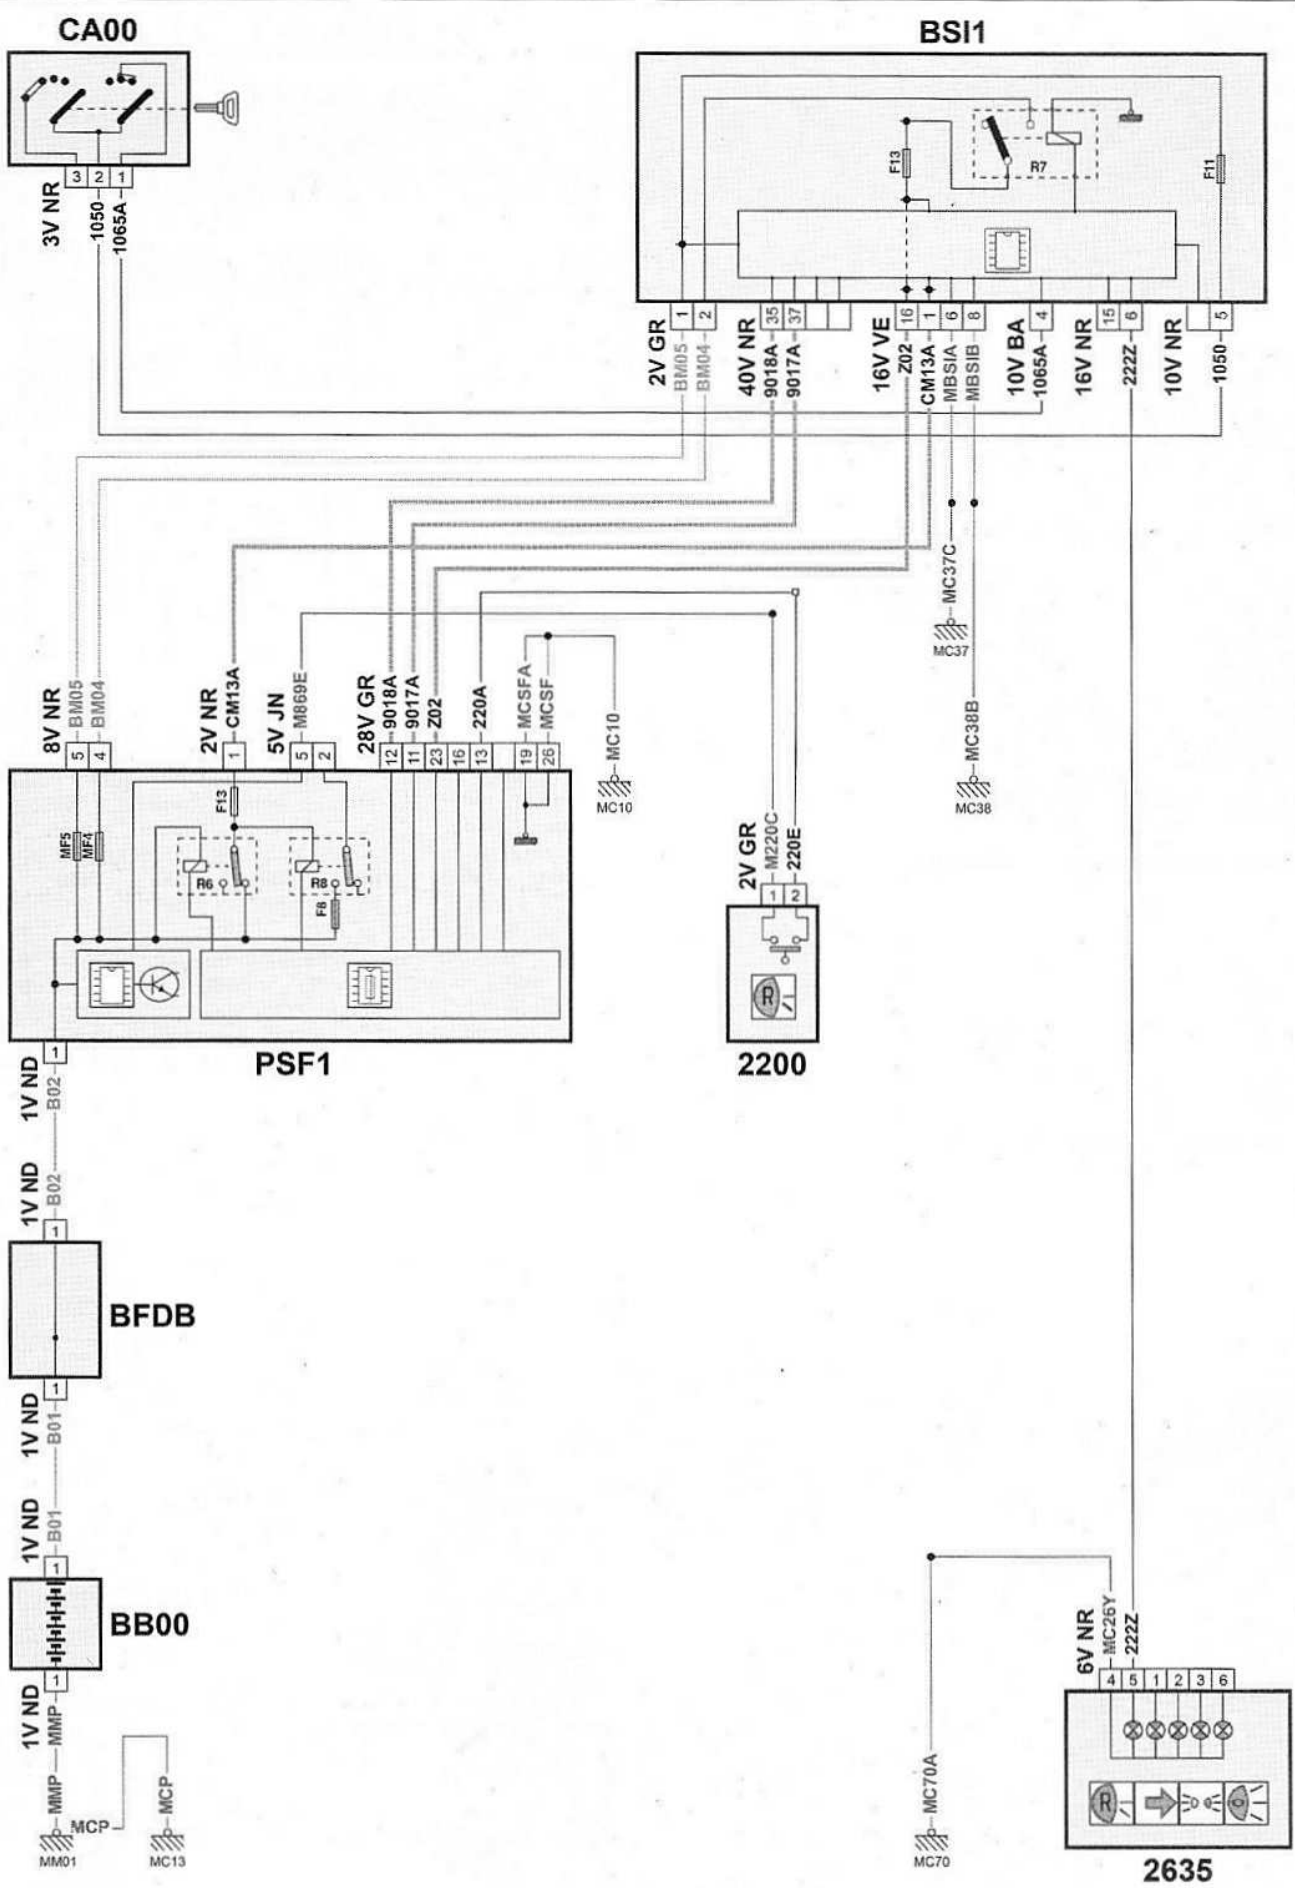 CA00
BSI1
F13
R7
F11
3 2 1
3V NR
1050
1065A
1 2 35 37 16 1 6 8 4 15 6 5
2V GR
BM05
BM04
40V NR
9018A
9017A
16V VE
Z02
CM13A
MBSIA
MBSIB
10V BA
1065A
16V NR
222Z
10V NR
1050
MC37C
MC37
8V NR
BM05
BM04
2V NR
CM13A
5V JN
M869E
28V GR
9018A
9017A
Z02
220A
MCSFA
MCSF
MC10
MC10
MC38B
MC38
5 4 1 5 2 12 11 23 16 13 19 26
F13
MF5
MF4
R6
R8
F8
2V GR
M220C
220E
1 2
R
PSF1
2200
1
1V ND
B02
1V ND
B02
1
BFDB
1
1V ND
B01
1V ND
B01
1
BB00
1
1V ND
MMP
MMP
MCP
MCP
MM01
MC13
6V NR
MC26Y
222Z
4 5 1 2 3 6
R
MC70A
MC70
2635